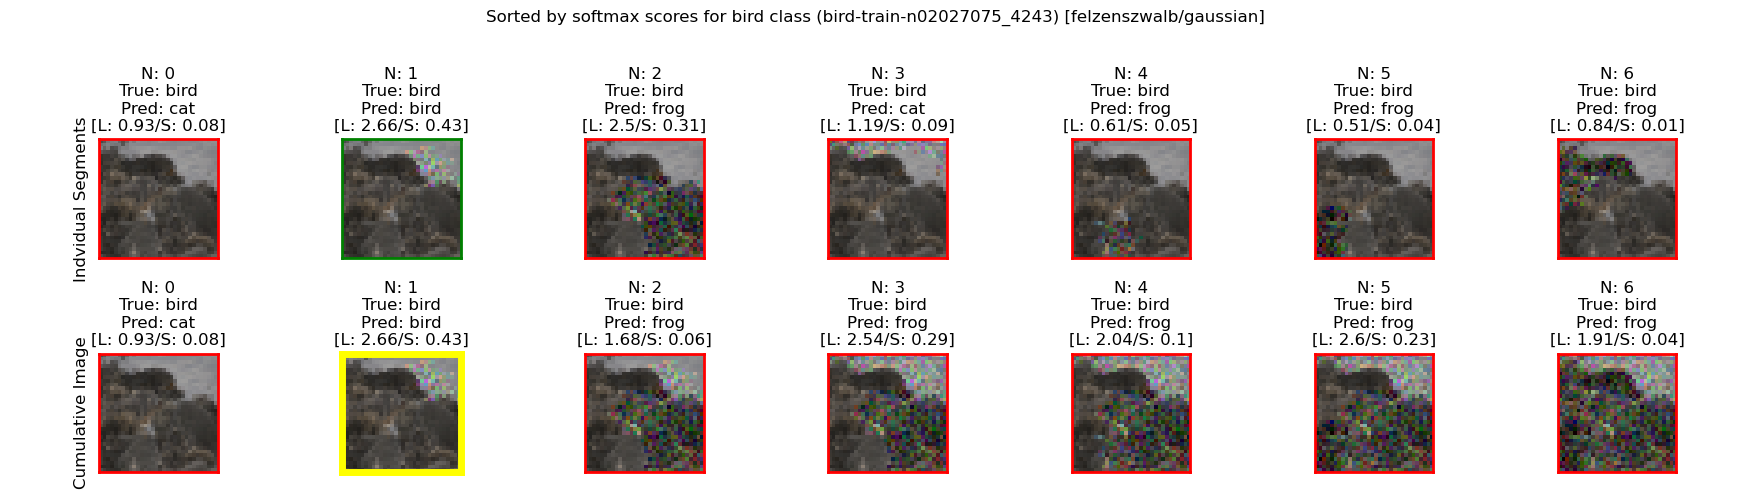 Sorted by softmax scores for bird class (bird-train-n02027075_4243) [felzenszwalb/gaussian]
Indvidual Segments
N: 0
True: bird
Pred: cat
[L: 0.93/S: 0.08]
N: 1
True: bird
Pred: bird
[L: 2.66/S: 0.43]
N: 2
True: bird
Pred: frog
[L: 2.5/S: 0.31]
N: 3
True: bird
Pred: cat
[L: 1.19/S: 0.09]
N: 4
True: bird
Pred: frog
[L: 0.61/S: 0.05]
N: 5
True: bird
Pred: frog
[L: 0.51/S: 0.04]
N: 6
True: bird
Pred: frog
[L: 0.84/S: 0.01]
Cumulative Image
N: 0
True: bird
Pred: cat
[L: 0.93/S: 0.08]
N: 1
True: bird
Pred: bird
[L: 2.66/S: 0.43]
N: 2
True: bird
Pred: frog
[L: 1.68/S: 0.06]
N: 3
True: bird
Pred: frog
[L: 2.54/S: 0.29]
N: 4
True: bird
Pred: frog
[L: 2.04/S: 0.1]
N: 5
True: bird
Pred: frog
[L: 2.6/S: 0.23]
N: 6
True: bird
Pred: frog
[L: 1.91/S: 0.04]